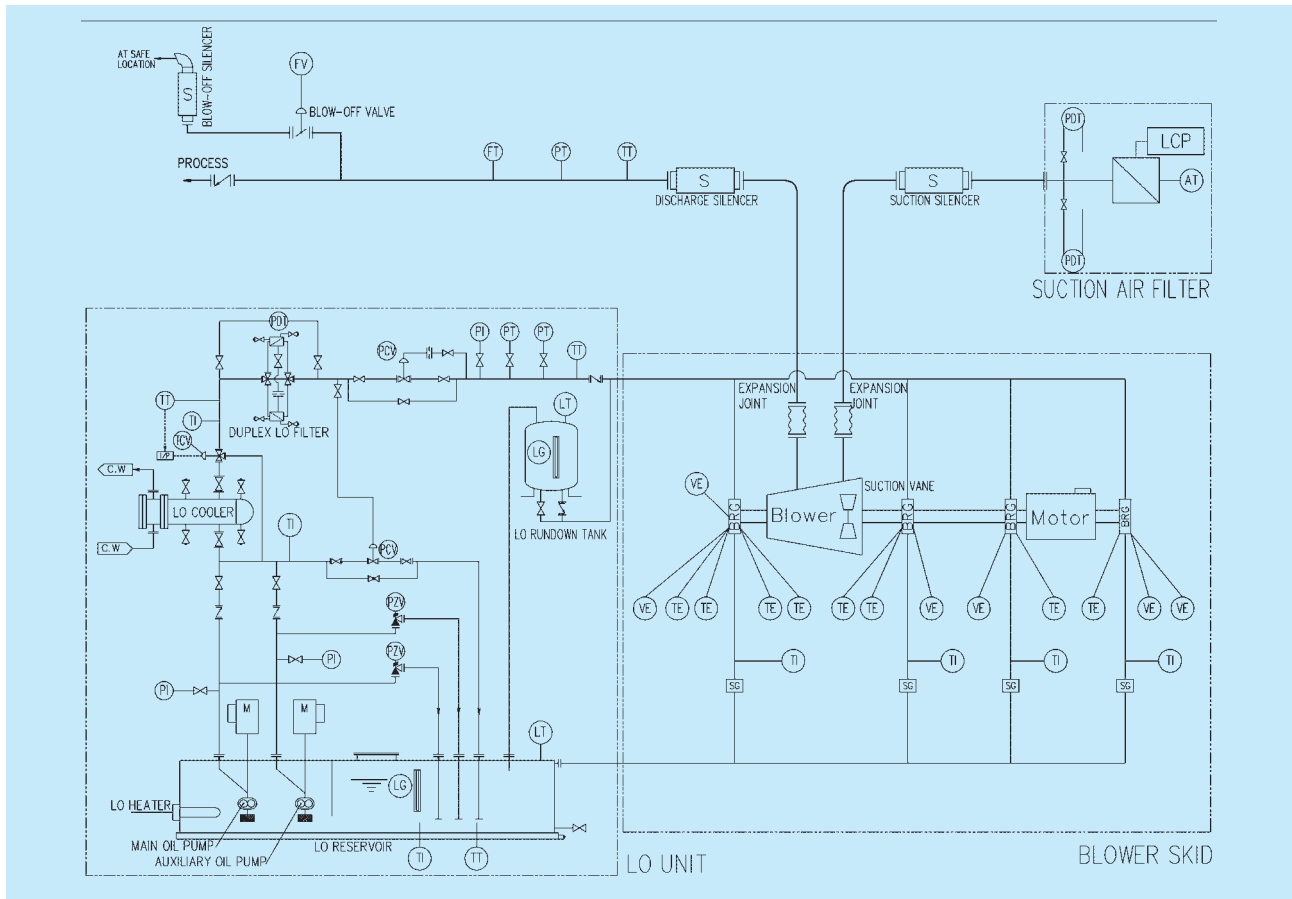 AT SAFE
LOCATION
S
BLOW-OFF SILENCER
FV
BLOW-OFF VALVE
PROCESS
FT
PT
TT
S
DISCHARGE SILENCER
S
SUCTION SILENCER
PDT
LCP
AT
PDT
SUCTION AIR FILTER
PDT
PCV
PI
PT
PT
TT
TT
TI
DUPLEX LO FILTER
TCV
I/P
C.W
LO COOLER
C.W
TI
PCV
LT
LG
LO RUNDOWN TANK
EXPANSION
JOINT
EXPANSION
JOINT
VE
SUCTION VANE
BRG
Blower
BRG
BRG
Motor
BRG
VE
TE
TE
TE
TE
TE
TE
VE
VE
TE
TE
VE
VE
PZV
PZV
PI
PI
TI
TI
TI
TI
SG
SG
SG
SG
M
M
LT
LG
LO HEATER
MAIN OIL PUMP
AUXILIARY OIL PUMP
LO RESERVOIR
TI
TT
LO UNIT
BLOWER SKID